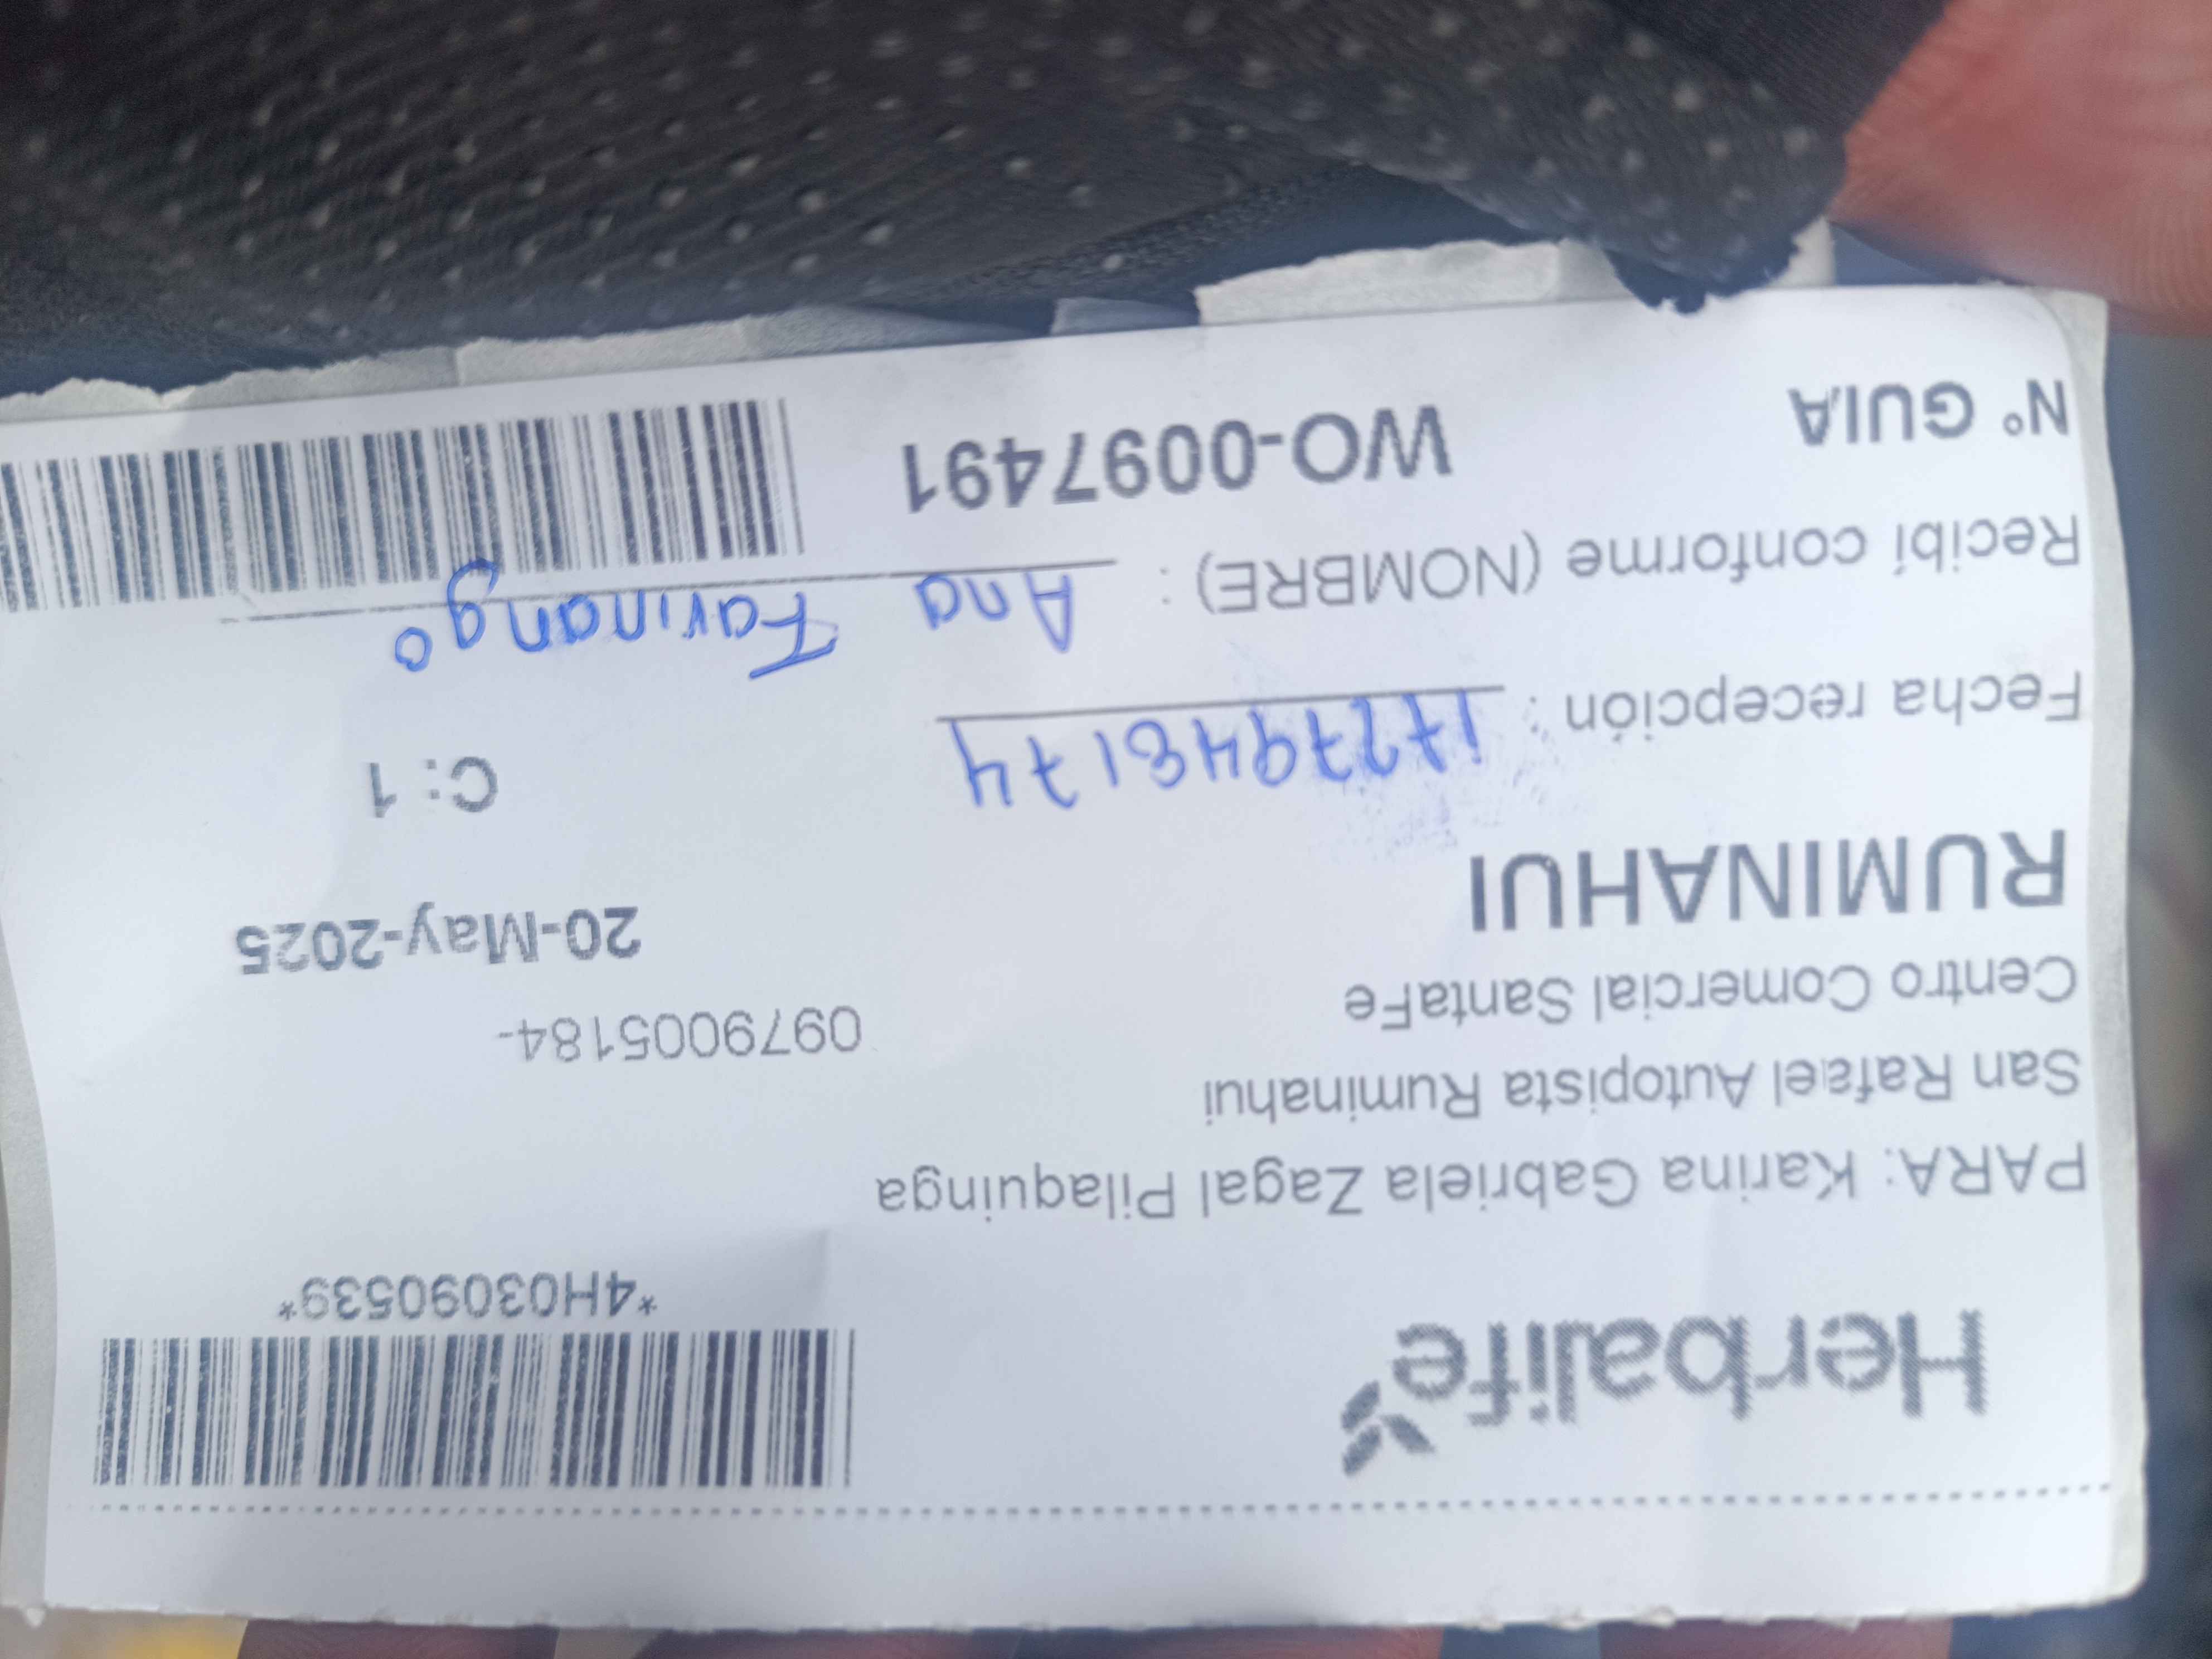 Herbalife
*4H03090539*
PARA: Karina Gabriela Zagal Pilaquinga
San Rafael Autopista Ruminahui
0979005184-
Centro Comercial SantaFe
20-May-2025
RUMINAHUI
C: 1
Fecha recepción : 1727948174
Recibí conforme (NOMBRE) : Ana Farinango
N° GUIA WO-0097491